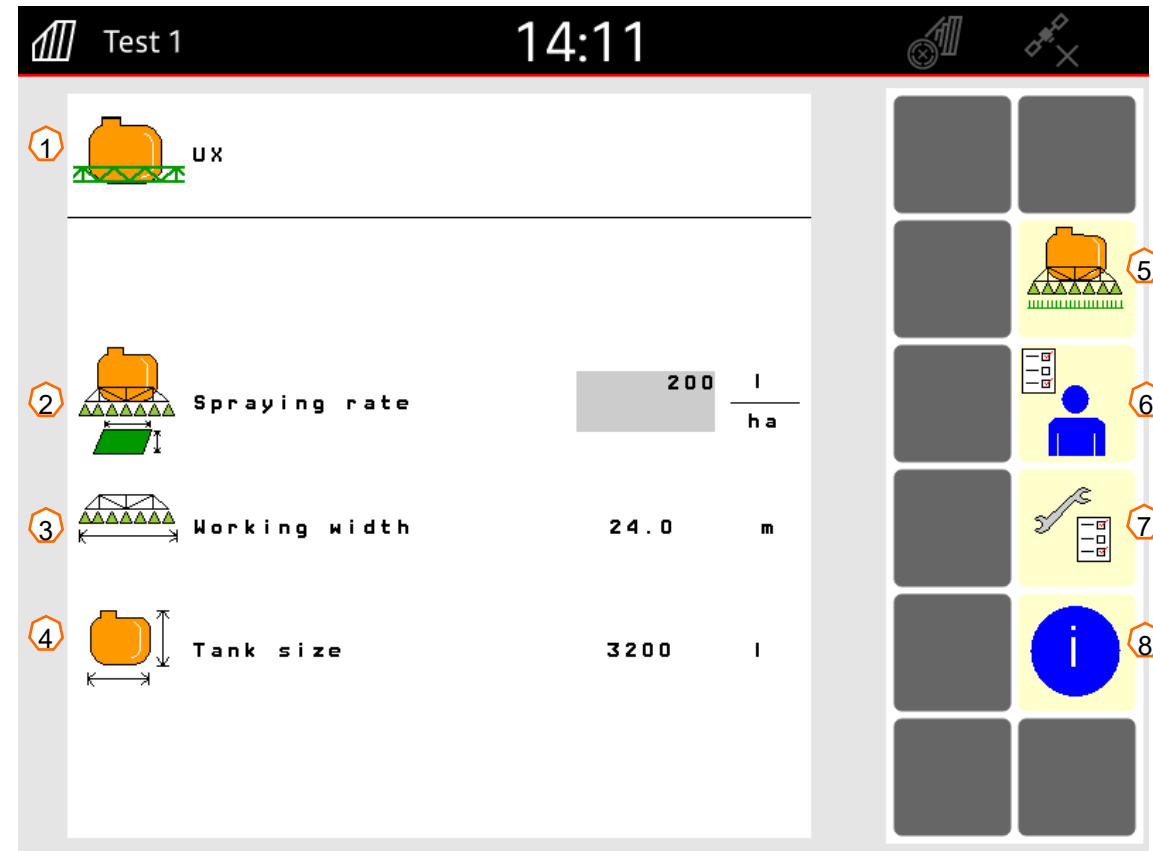 Test 1 14:11
1 UX
5
2 Spraying rate 200 l
ha
6
3 Working width 24.0 m
7
4 Tank size 3200 l
i 8